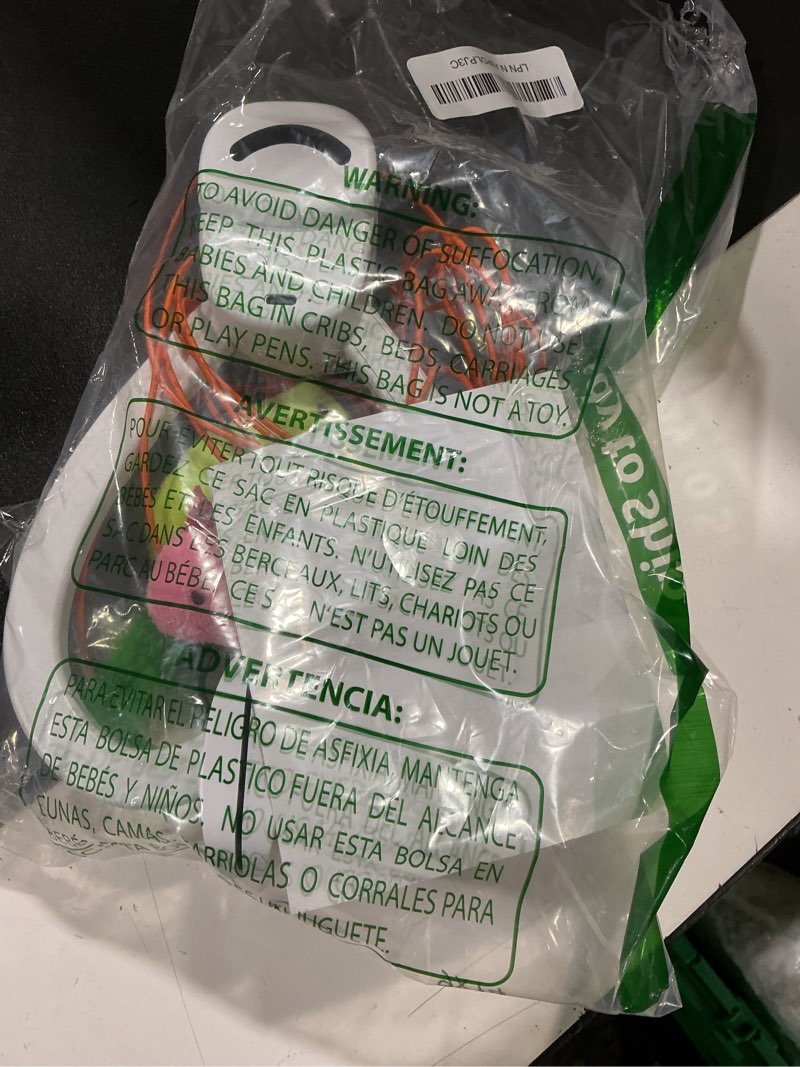 WARNING:
TO AVOID DANGER OF SUFFOCATION,
KEEP THIS PLASTIC BAG AWAY FROM
BABIES AND CHILDREN. DO NOT USE
THIS BAG IN CRIBS, BEDS, CARRIAGES
OR PLAY PENS. THIS BAG IS NOT A TOY.
AVERTISSEMENT:
POUR ÉVITER TOUT RISQUE D'ÉTOUFFEMENT,
GARDEZ CE SAC EN PLASTIQUE LOIN DES
BÉBÉS ET LES ENFANTS. N'UTILISEZ PAS CE
SAC DANS LES BERCEAUX, LITS, CHARIOTS OU
PARC AU BÉBÉ. CE SAC N'EST PAS UN JOUET.
ADVERTENCIA:
PARA EVITAR EL PELIGRO DE ASFIXIA, MANTENGA
ESTA BOLSA DE PLASTICO FUERA DEL ALCANCE
DE BEBÉS Y NIÑOS. NO USAR ESTA BOLSA EN
CUNAS, CAMAS, CARRIOLAS O CORRALES PARA
JUGUETE.
LPN